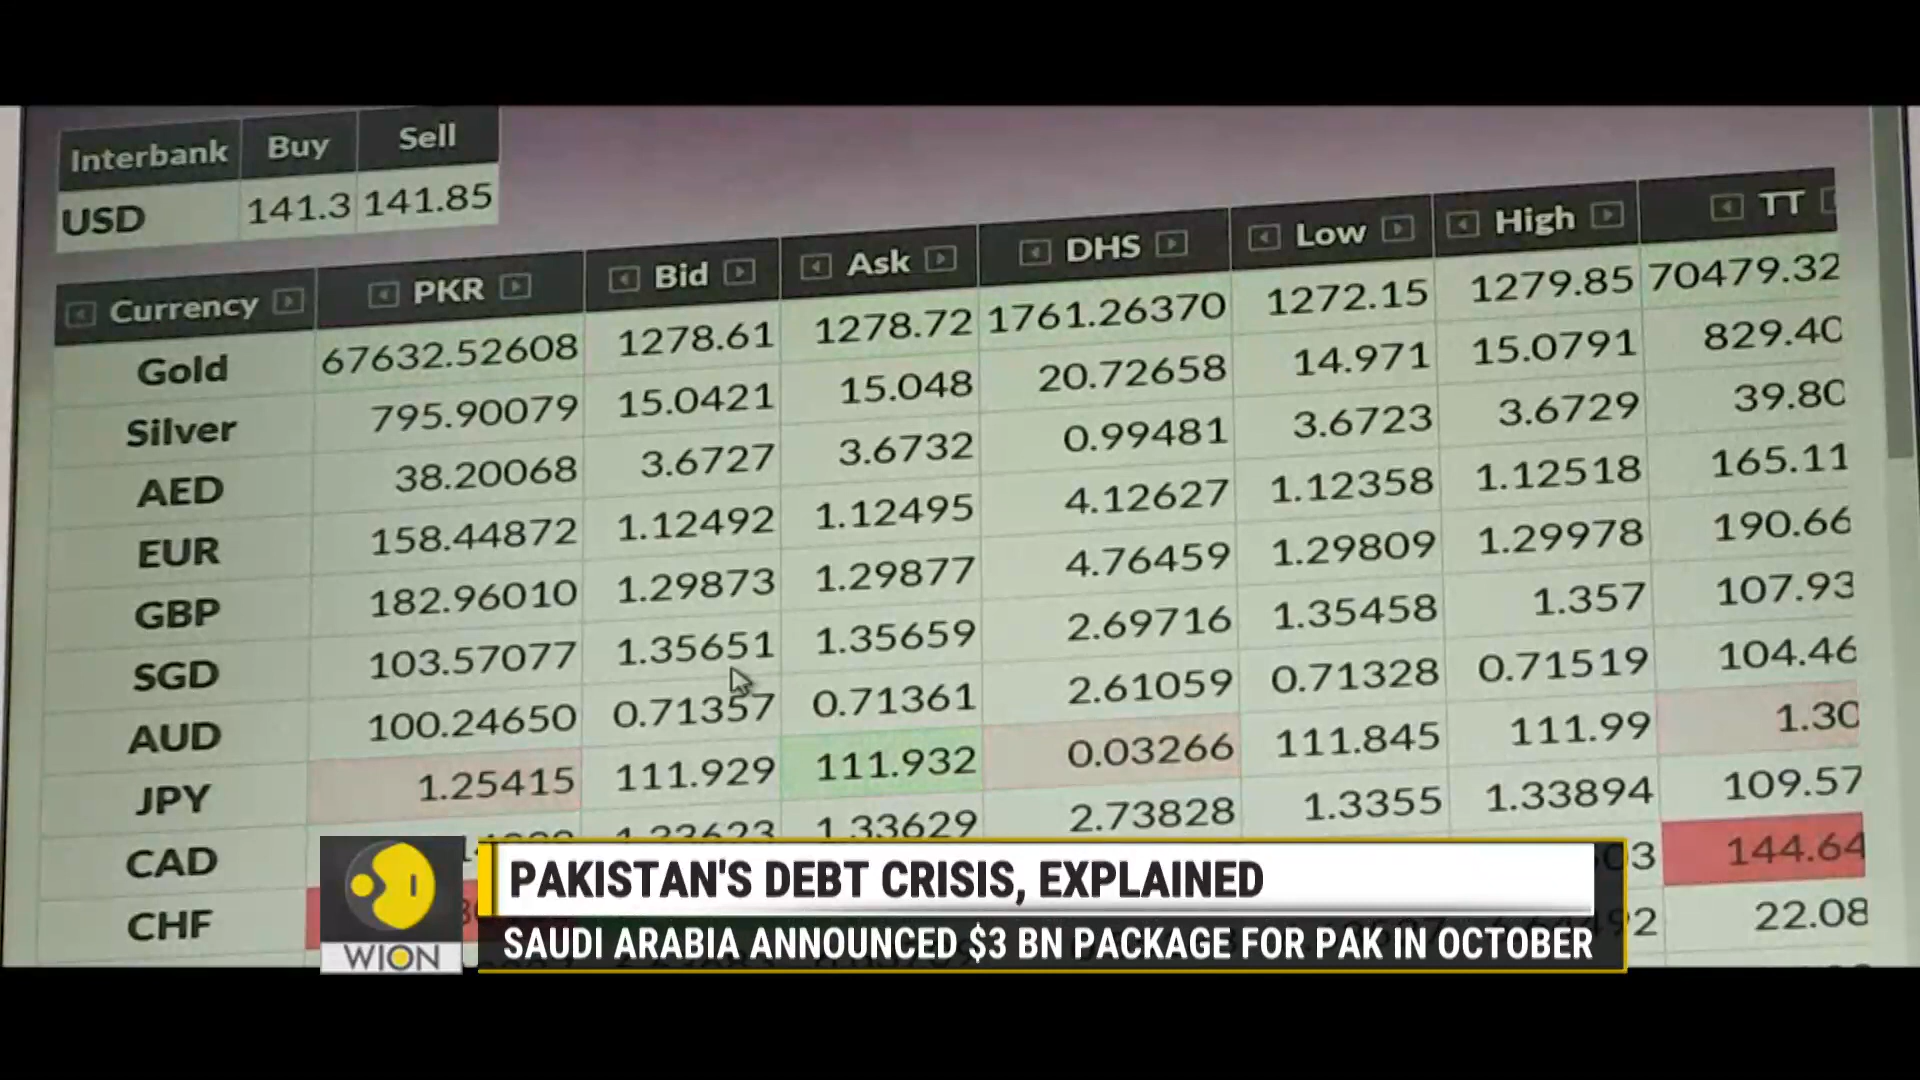 Interbank Buy Sell
USD 141.3 141.85
Currency PKR Bid Ask DHS Low High TT
Gold 67632.52608 1278.61 1278.72 1761.26370 1272.15 1279.85 70479.32
Silver 795.90079 15.0421 15.048 20.72658 14.971 15.0791 829.40
AED 38.20068 3.6727 3.6732 0.99481 3.6723 3.6729 39.80
EUR 158.44872 1.12492 1.12495 4.12627 1.12358 1.12518 165.11
GBP 182.96010 1.29873 1.29877 4.76459 1.29809 1.29978 190.66
SGD 103.57077 1.35651 1.35659 2.69716 1.35458 1.357 107.93
AUD 100.24650 0.71357 0.71361 2.61059 0.71328 0.71519 104.46
JPY 1.25415 111.929 111.932 0.03266 111.845 111.99 1.30
CAD 1.33623 1.33629 2.73828 1.3355 1.33894 109.57
CHF 144.64
22.08
WION
PAKISTAN'S DEBT CRISIS, EXPLAINED
SAUDI ARABIA ANNOUNCED $3 BN PACKAGE FOR PAK IN OCTOBER